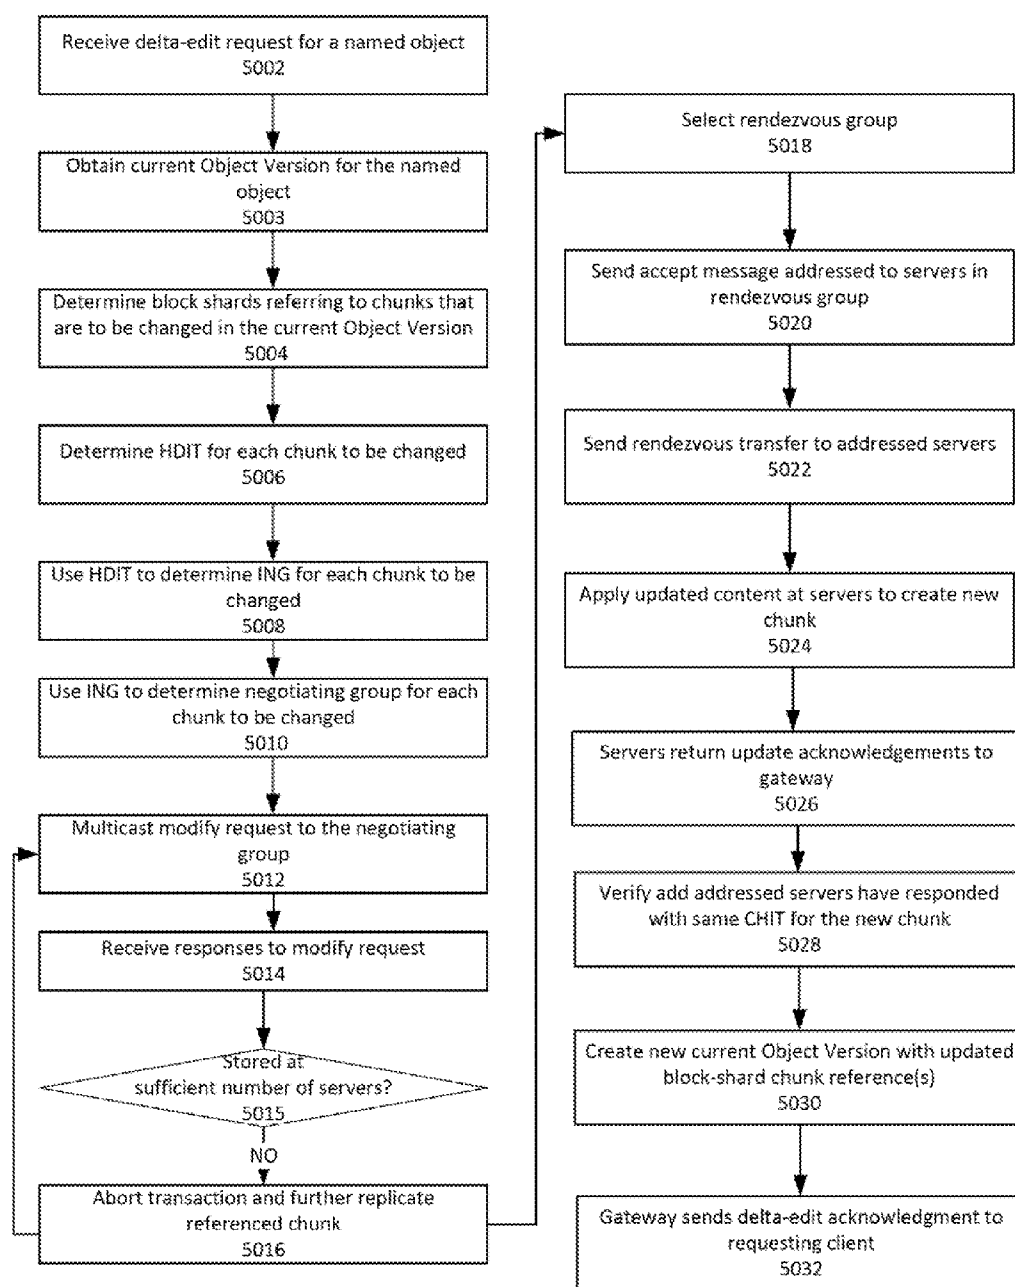 Receive delta-edit request for a named object
5002
Obtain current Object Version for the named
object
5003
Determine block shards referring to chunks that
are to be changed in the current Object Version
5004
Determine HDIT for each chunk to be changed
5006
Use HDIT to determine ING for each chunk to be
changed
5008
Use ING to determine negotiating group for each
chunk to be changed
5010
Multicast modify request to the negotiating
group
5012
Receive responses to modify request
5014
Stored at
sufficient number of servers?
5015
NO
Abort transaction and further replicate
referenced chunk
5016
Select rendezvous group
5018
Send accept message addressed to servers in
rendezvous group
5020
Send rendezvous transfer to addressed servers
5022
Apply updated content at servers to create new
chunk
5024
Servers return update acknowledgements to
gateway
5026
Verify add addressed servers have responded
with same CHIT for the new chunk
5028
Create new current Object Version with updated
block-shard chunk reference(s)
5030
Gateway sends delta-edit acknowledgment to
requesting client
5032